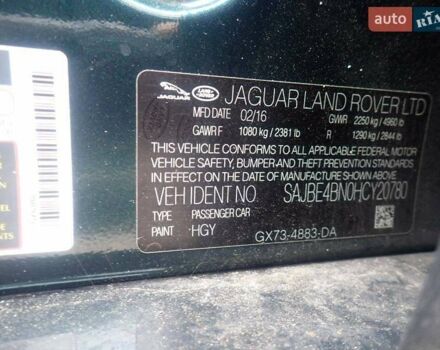 AUTO
RIA
JAGUAR
LAND ROVER
JAGUAR LAND ROVER LTD
MFD DATE 02/16 GVWR 2250 kg / 4960 lb
GAWR F 1080 kg / 2381 lb R 1290 kg / 2844 lb
THIS VEHICLE CONFORMS TO ALL APPLICABLE FEDERAL MOTOR
VEHICLE SAFETY, BUMPER AND THEFT PREVENTION STANDARDS
IN EFFECT ON THE DATE OF MANUFACTURE SHOWN ABOVE
VEH IDENT NO. SAJBE4BN0HCY20780
TYPE: PASSENGER CAR
PAINT: HGY GX73-4883-DA